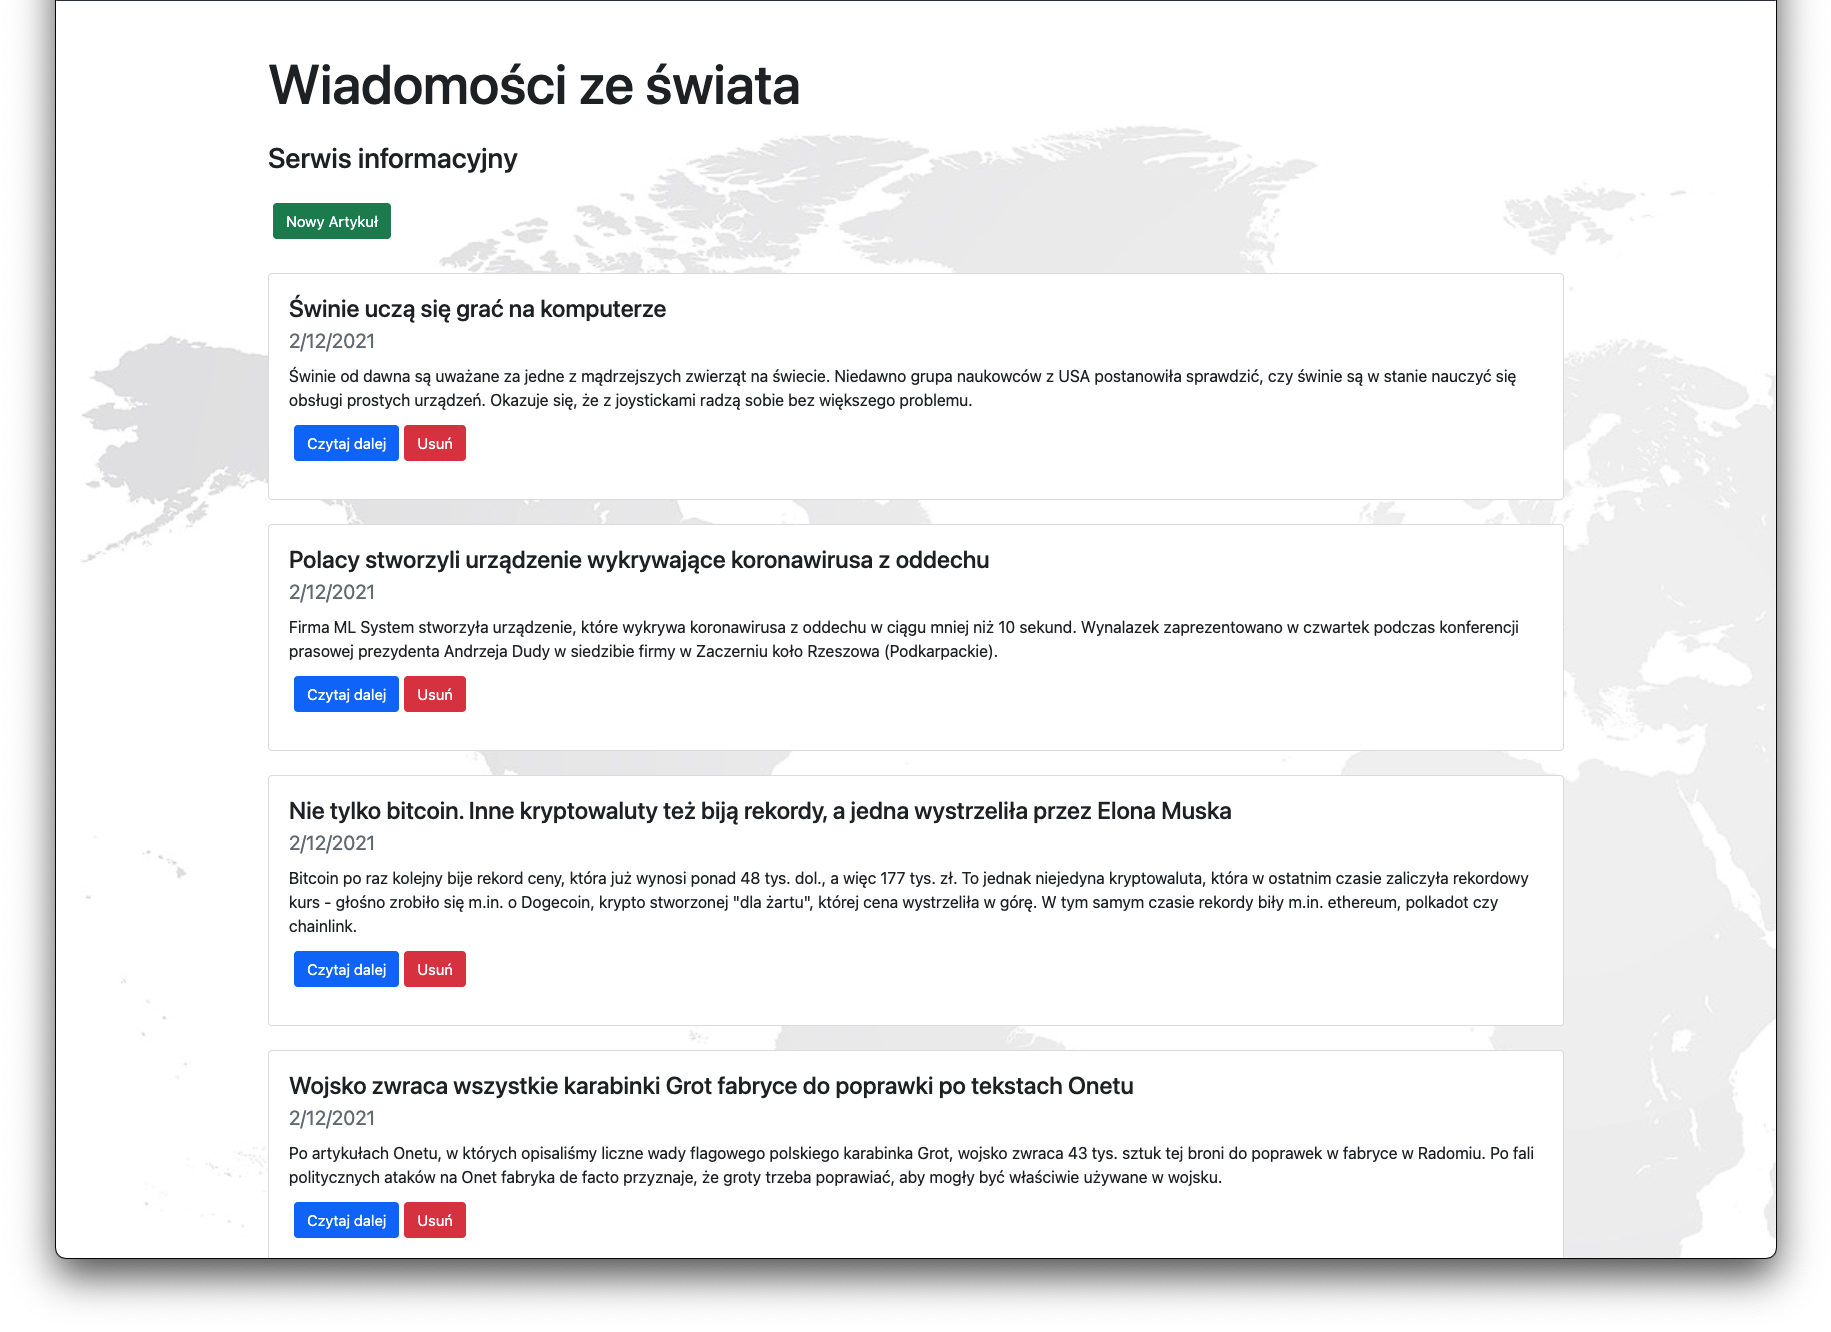 Wiadomości ze świata
Serwis informacyjny
Nowy Artykuł
Świnie uczą się grać na komputerze
2/12/2021
Świnie od dawna są uważane za jedne z mądrzejszych zwierząt na świecie. Niedawno grupa naukowców z USA postanowiła sprawdzić, czy świnie są w stanie nauczyć się
obsługi prostych urządzeń. Okazuje się, że z joystickami radzą sobie bez większego problemu.
Czytaj dalej Usuń
Polacy stworzyli urządzenie wykrywające koronawirusa z oddechu
2/12/2021
Firma ML System stworzyła urządzenie, które wykrywa koronawirusa z oddechu w ciągu mniej niż 10 sekund. Wynalazek zaprezentowano w czwartek podczas konferencji
prasowej prezydenta Andrzeja Dudy w siedzibie firmy w Zaczerniu koło Rzeszowa (Podkarpackie).
Czytaj dalej Usuń
Nie tylko bitcoin. Inne kryptowaluty też biją rekordy, a jedna wystrzeliła przez Elona Muska
2/12/2021
Bitcoin po raz kolejny bije rekord ceny, która już wynosi ponad 48 tys. dol., a więc 177 tys. zł. To jednak niejedyna kryptowaluta, która w ostatnim czasie zaliczyła rekordowy
kurs - głośno zrobiło się m.in. o Dogecoin, krypto stworzonej "dla żartu", której cena wystrzeliła w górę. W tym samym czasie rekordy biły m.in. ethereum, polkadot czy
chainlink.
Czytaj dalej Usuń
Wojsko zwraca wszystkie karabinki Grot fabryce do poprawki po tekstach Onetu
2/12/2021
Po artykułach Onetu, w których opisaliśmy liczne wady flagowego polskiego karabinka Grot, wojsko zwraca 43 tys. sztuk tej broni do poprawek w fabryce w Radomiu. Po fali
politycznych ataków na Onet fabryka de facto przyznaje, że groty trzeba poprawiać, aby mogły być właściwie używane w wojsku.
Czytaj dalej Usuń